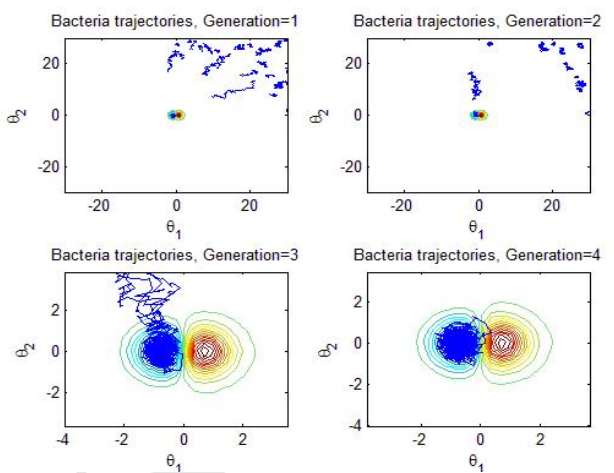 Bacteria trajectories, Generation=1
20
0
-20
θ2
-20
0
20
θ1
Bacteria trajectories, Generation=2
20
0
-20
θ2
-20
0
20
θ1
Bacteria trajectories, Generation=3
2
0
-2
θ2
-4
-2
0
2
θ1
Bacteria trajectories, Generation=4
2
0
-2
-4
θ2
-2
0
2
θ1